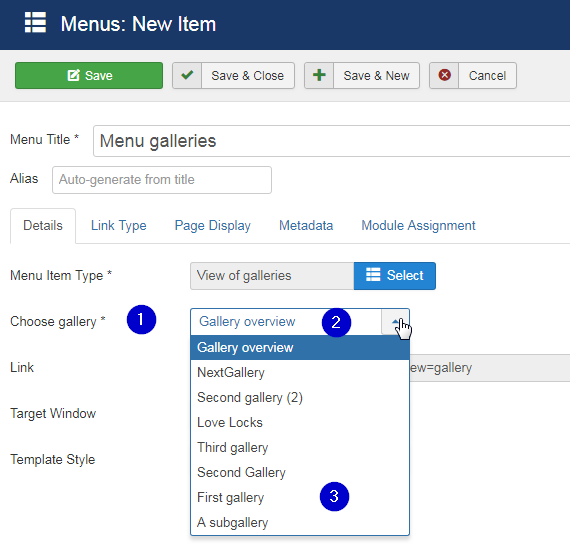 Menus: New Item
Save
Save & Close
Save & New
Cancel
Menu Title *
Menu galleries
Alias
Auto-generate from title
Details
Link Type
Page Display
Metadata
Module Assignment
Menu Item Type *
View of galleries
Select
Choose gallery *
1
Gallery overview
2
Gallery overview
Link
ew=gallery
NextGallery
Second gallery (2)
Target Window
Love Locks
Third gallery
Template Style
Second Gallery
First gallery
3
A subgallery